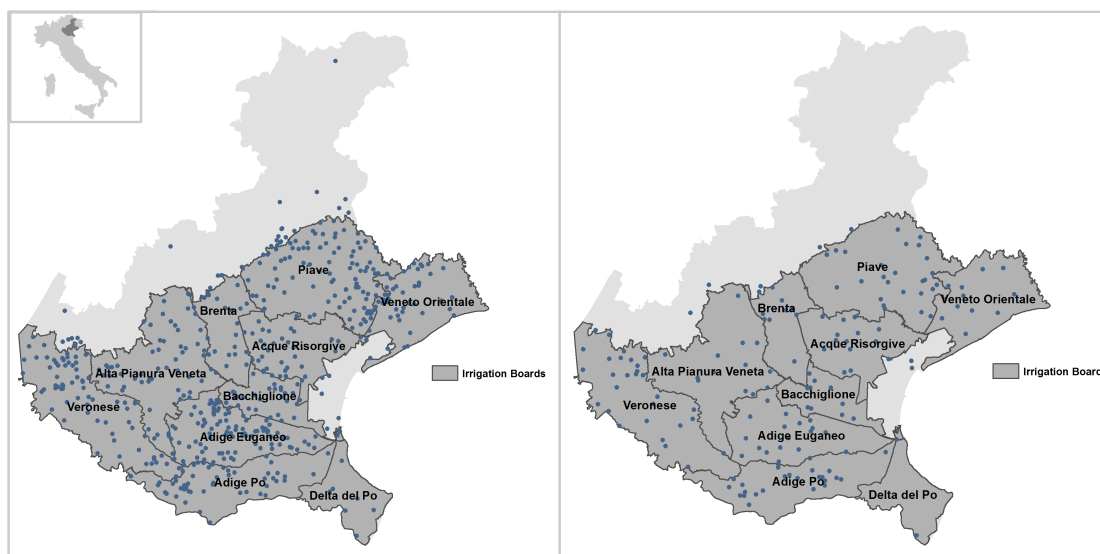 Piave
Brenta
Veneto Orientale
Acque Risorgive
Alta Pianura Veneta
Bacchiglione
Veronese
Adige Euganeo
Adige Po
Delta del Po
Irrigation Boards
Piave
Brenta
Veneto Orientale
Acque Risorgive
Alta Pianura Veneta
Bacchiglione
Veronese
Adige Euganeo
Adige Po
Delta del Po
Irrigation Board